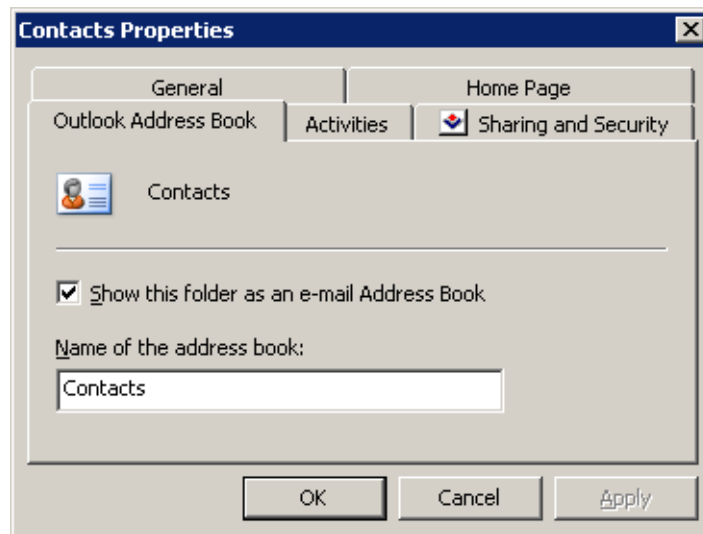 Contacts Properties
General
Home Page
Outlook Address Book
Activities
Sharing and Security
Contacts
Show this folder as an e-mail Address Book
Name of the address book:
Contacts
OK
Cancel
Apply